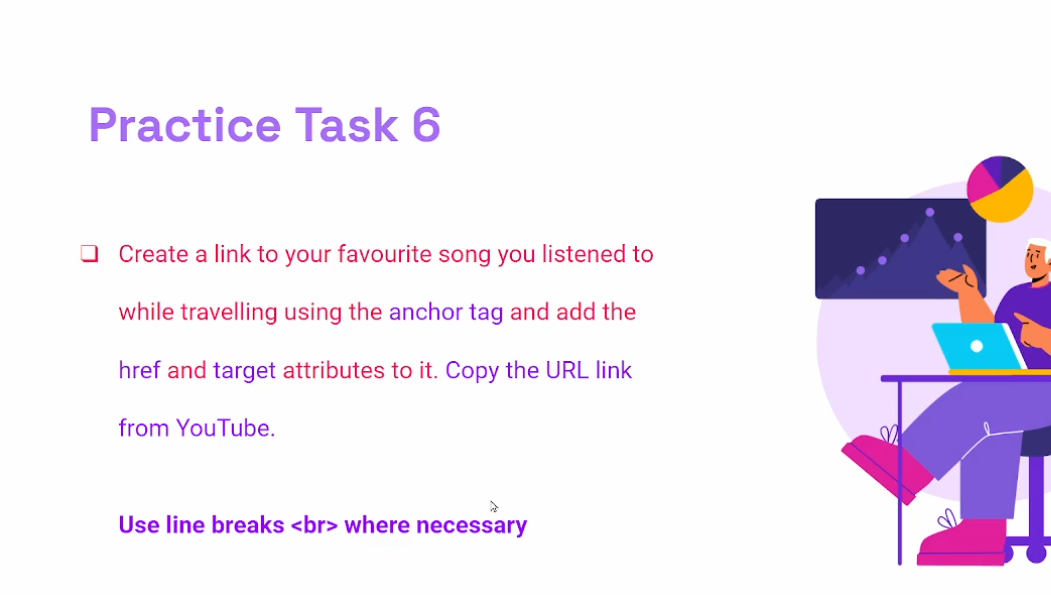 Practice Task 6
❑ Create a link to your favourite song you listened to
while travelling using the anchor tag and add the
href and target attributes to it. Copy the URL link
from YouTube.
Use line breaks <br> where necessary